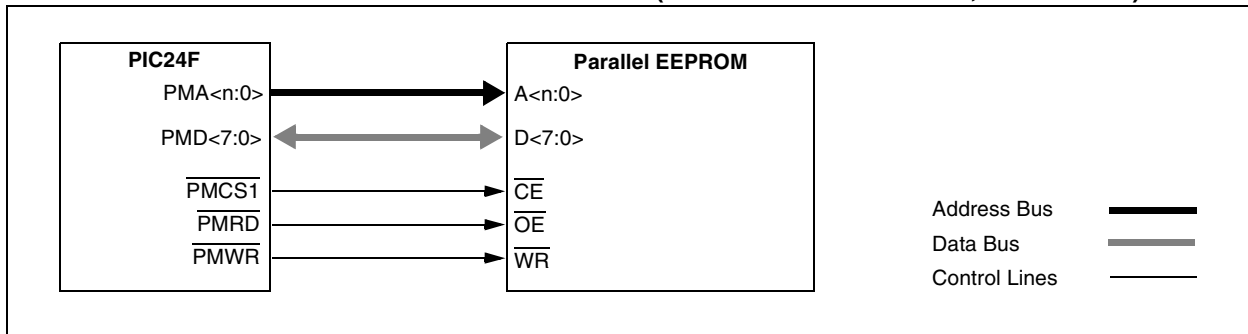 PIC24F
PMA<n:0>
PMD<7:0>
PMCS1
PMRD
PMWR
Parallel EEPROM
A<n:0>
D<7:0>
CE
OE
WR
Address Bus
Data Bus
Control Lines